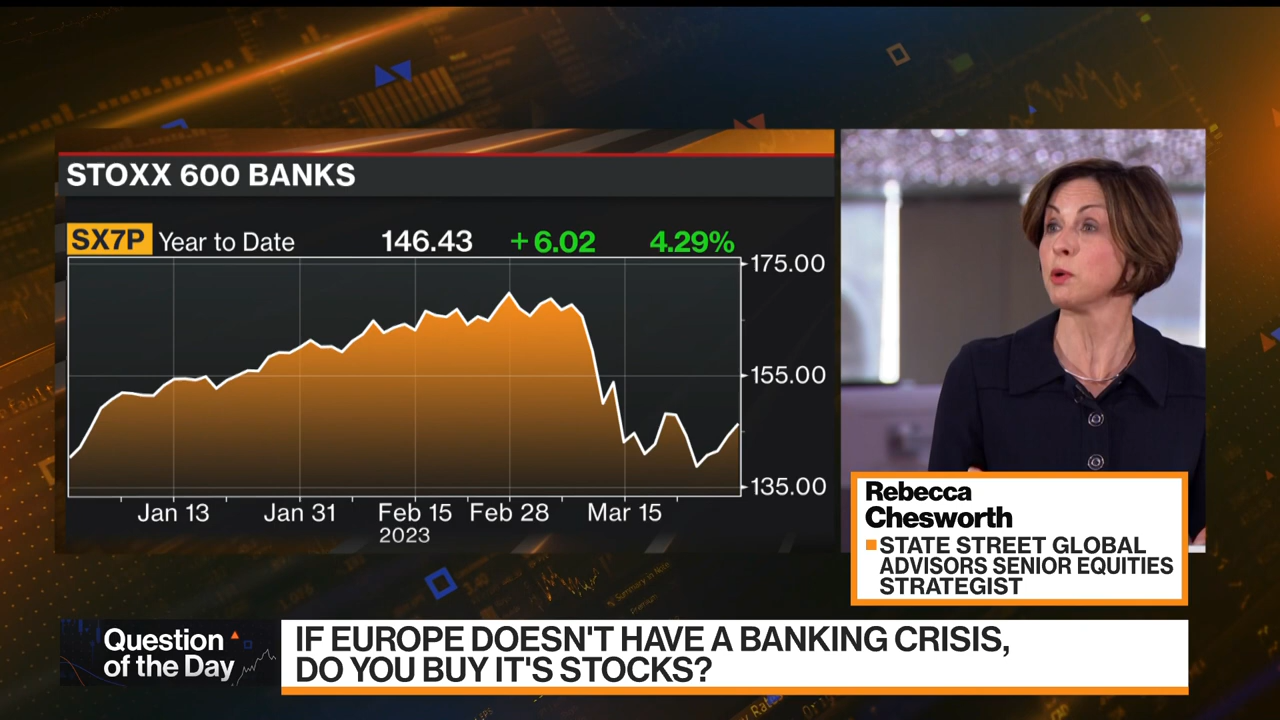 STOXX 600 BANKS
SX7P Year to Date 146.43 +6.02 4.29%
175.00
155.00
135.00
Jan 13 Jan 31 Feb 15 Feb 28 Mar 15
2023
Rebecca
Chesworth
STATE STREET GLOBAL
ADVISORS SENIOR EQUITIES
STRATEGIST
Question
of the Day
IF EUROPE DOESN'T HAVE A BANKING CRISIS,
DO YOU BUY IT'S STOCKS?